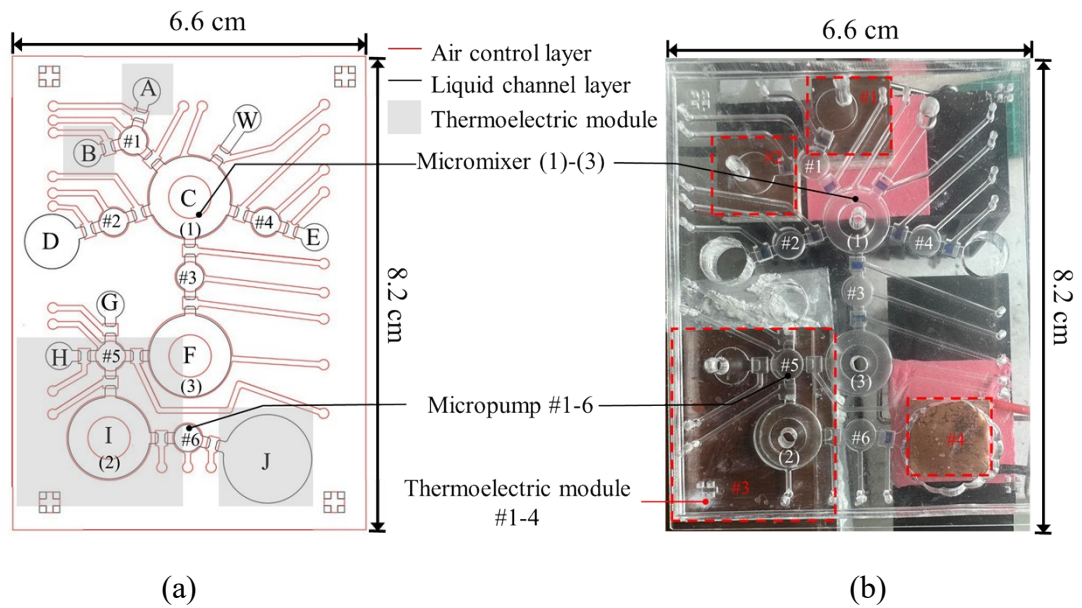 6.6 cm
6.6 cm
Air control layer
Liquid channel layer
Thermoelectric module
Micromixer (1)-(3)
8.2 cm
8.2 cm
A
B
#1
W
C
(1)
D
#2
#4
E
#3
G
H
#5
F
(3)
I
(2)
#6
J
#1
#2
#1
#2
(1)
#4
#3
#5
(3)
(2)
#6
#4
#3
Micropump #1-6
Thermoelectric module
#1-4
(a)
(b)